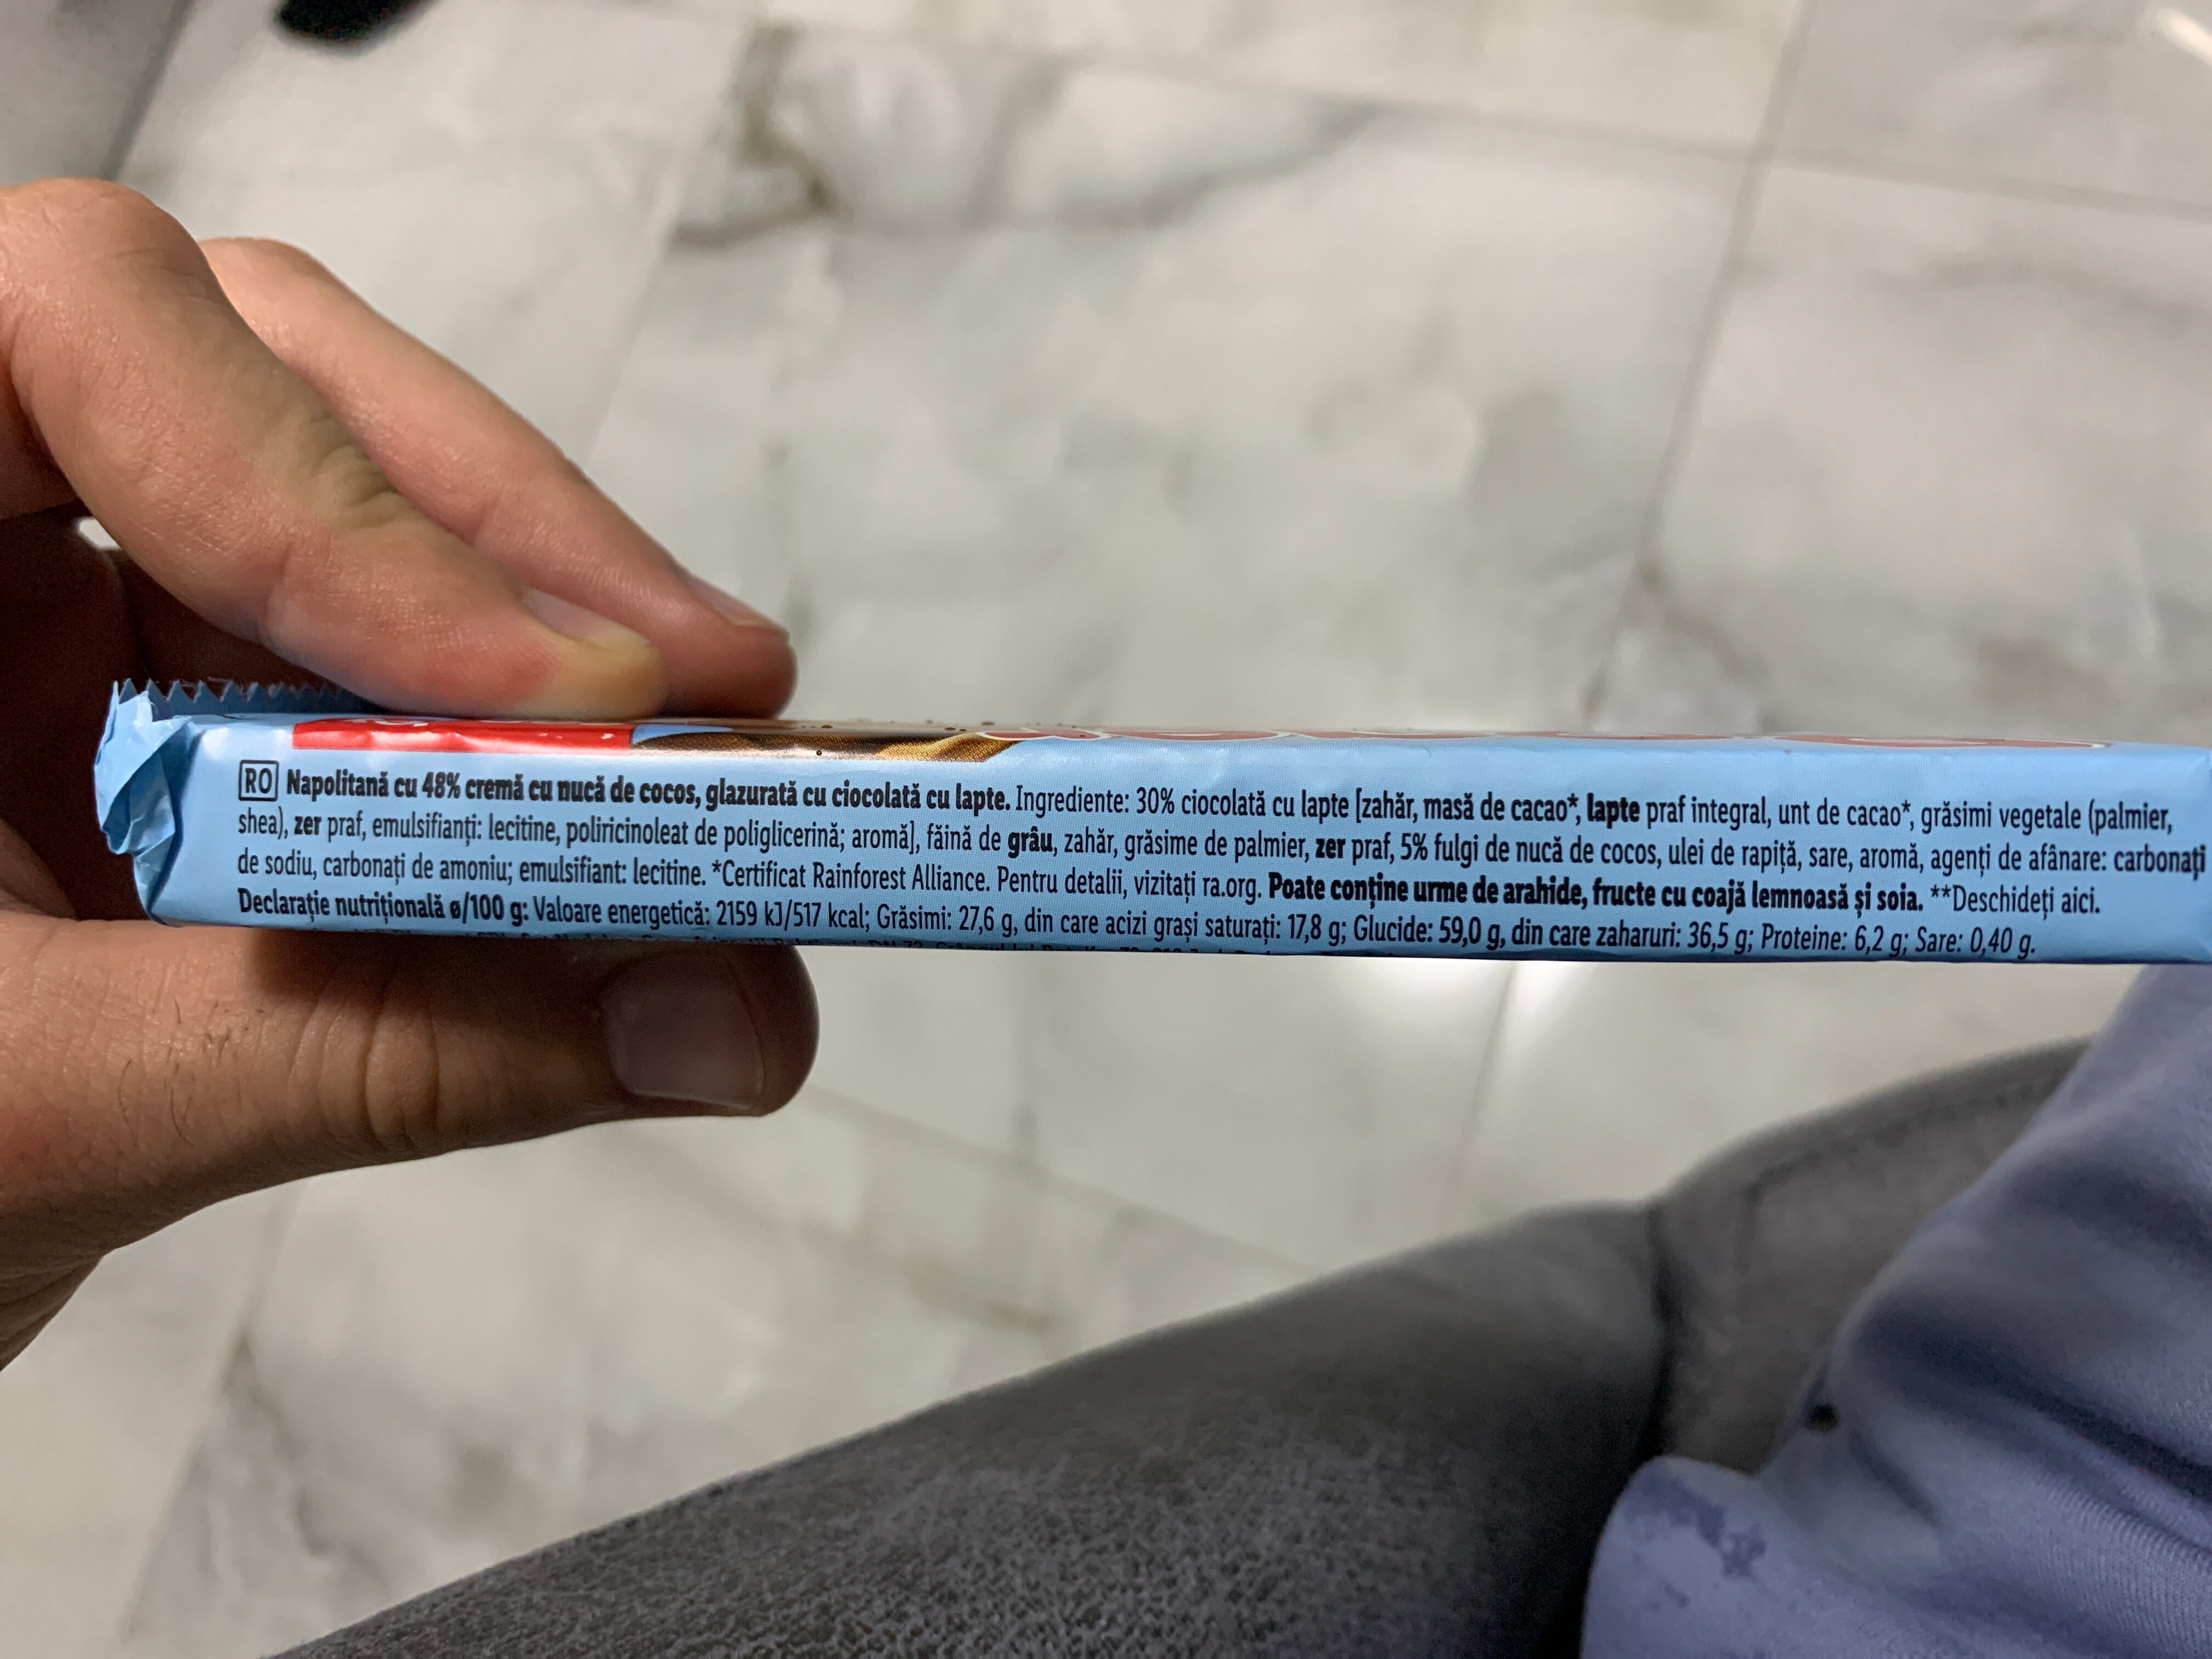 RO Napolitană cu 48% cremă cu nucă de cocos, glazurată cu ciocolată cu lapte. Ingrediente: 30% ciocolată cu lapte [zahăr, masă de cacao*, lapte praf integral, unt de cacao*, grăsimi vegetale (palmier,
shea), zer praf, emulsifianți: lecitine, poliricinoleat de poliglicerină; aromă], făină de grâu, zahăr, grăsime de palmier, zer praf, 5% fulgi de nucă de cocos, ulei de rapiță, sare, aromă, agenți de afânare: carbonați
de sodiu, carbonați de amoniu; emulsifiant: lecitine. *Certificat Rainforest Alliance. Pentru detalii, vizitați ra.org. Poate conține urme de arahide, fructe cu coajă lemnoasă și soia. **Deschideți aici.
Declarație nutrițională ø/100 g: Valoare energetică: 2159 kJ/517 kcal; Grăsimi: 27,6 g, din care acizi grași saturați: 17,8 g; Glucide: 59,0 g, din care zaharuri: 36,5 g; Proteine: 6,2 g; Sare: 0,40 g.